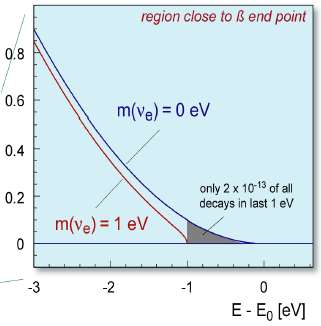 region close to ß end point
0.8
0.6
m(νe) = 0 eV
0.4
only 2 x 10⁻¹³ of all
decays in last 1 eV
0.2
m(νe) = 1 eV
0
-3 -2 -1 0
E - E0 [eV]